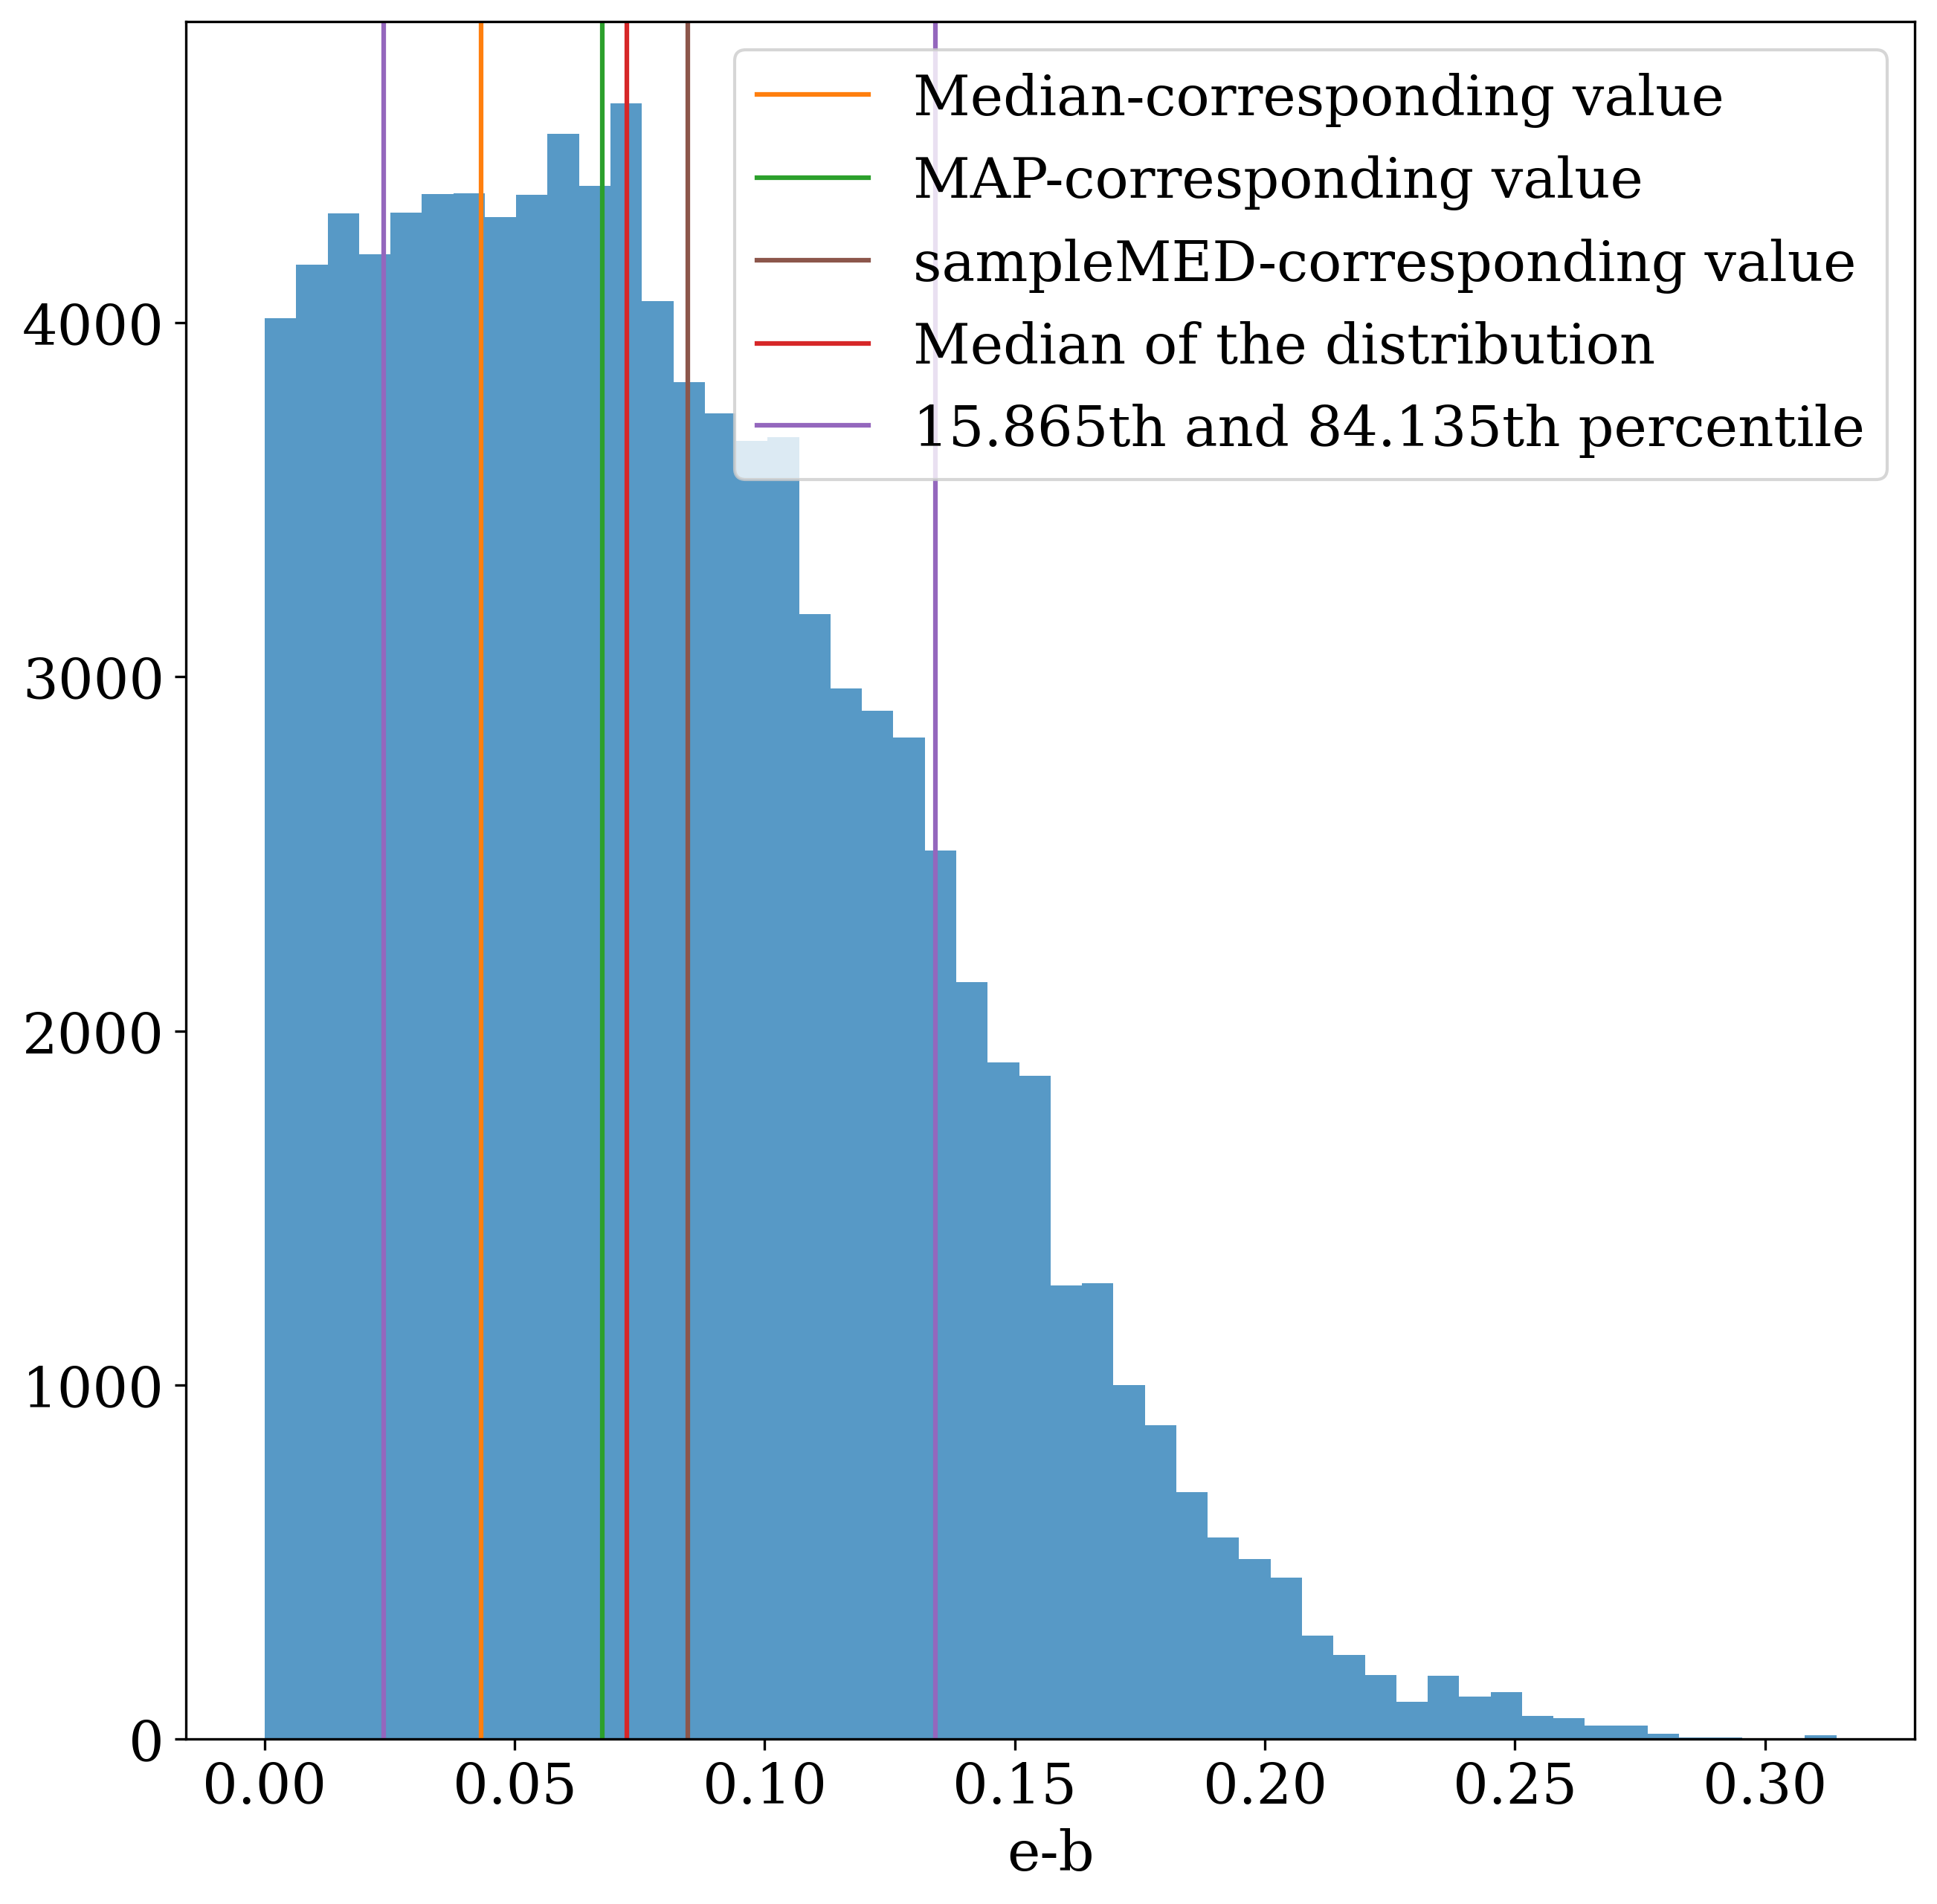 Median-corresponding value
MAP-corresponding value
sampleMED-corresponding value
Median of the distribution
15.865th and 84.135th percentile
4000
3000
2000
1000
0
0.00 0.05 0.10 0.15 0.20 0.25 0.30
e-b